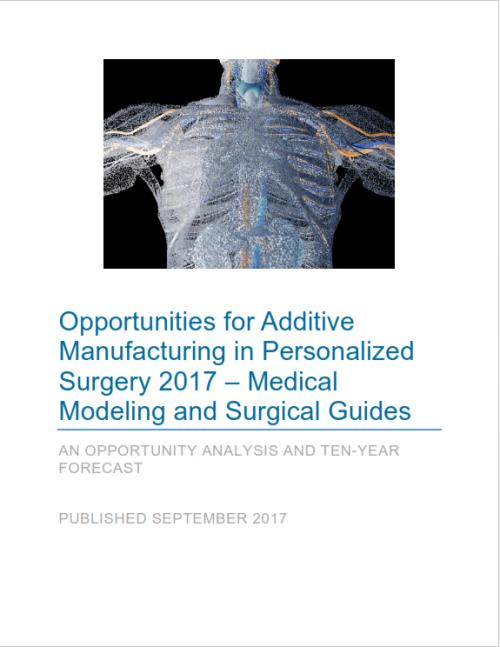 Opportunities for Additive
Manufacturing in Personalized
Surgery 2017 – Medical
Modeling and Surgical Guides
AN OPPORTUNITY ANALYSIS AND TEN-YEAR
FORECAST
PUBLISHED SEPTEMBER 2017